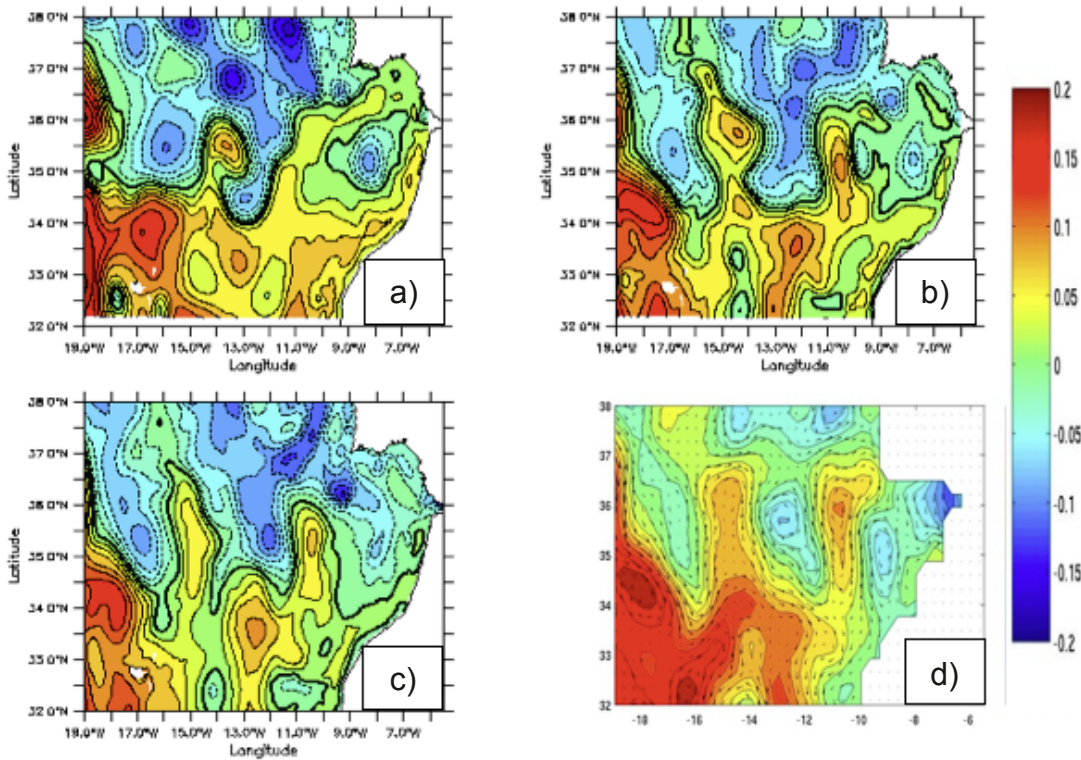 38.0°N
37.0°N
36.0°N
35.0°N
34.0°N
33.0°N
32.0°N
Latitude
19.0°W 17.0°W 15.0°W 13.0°W 11.0°W 9.0°W 7.0°W
Longitude
a)
38.0°N
37.0°N
36.0°N
35.0°N
34.0°N
33.0°N
32.0°N
Latitude
19.0°W 17.0°W 15.0°W 13.0°W 11.0°W 9.0°W 7.0°W
Longitude
b)
0.2
0.15
0.1
0.05
0
-0.05
-0.1
-0.15
-0.2
38.0°N
37.0°N
36.0°N
35.0°N
34.0°N
33.0°N
32.0°N
Latitude
19.0°W 17.0°W 15.0°W 13.0°W 11.0°W 9.0°W 7.0°W
Longitude
c)
38
37
36
35
34
33
32
-18 -16 -14 -12 -10 -8 -6
d)